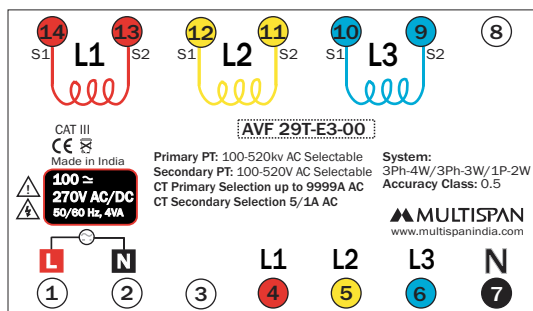 14 13 12 11 10 9 8
S1 L1 S2 S1 L2 S2 S1 L3 S2
CAT III
CE
Made in India
100 ≃
270V AC/DC
50/60 Hz, 4VA
AVF 29T-E3-00
Primary PT: 100-520kv AC Selectable
Secondary PT: 100-520V AC Selectable
CT Primary Selection up to 9999A AC
CT Secondary Selection 5/1A AC
System:
3Ph-4W/3Ph-3W/1P-2W
Accuracy Class: 0.5
MULTISPAN
www.multispanindia.com
L N L1 L2 L3 N
1 2 3 4 5 6 7